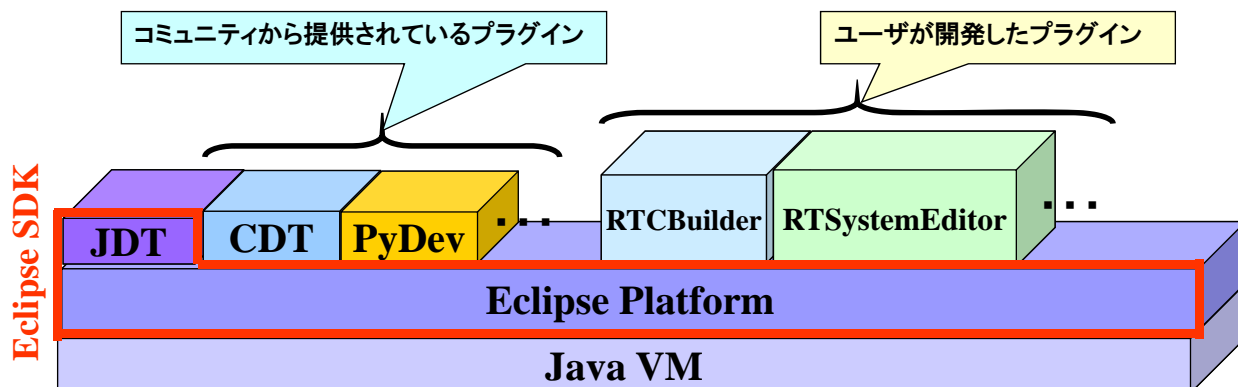 コミュニティから提供されているプラグイン
ユーザが開発したプラグイン
Eclipse SDK
JDT
CDT
PyDev
...
RTCBuilder
RTSystemEditor
...
Eclipse Platform
Java VM